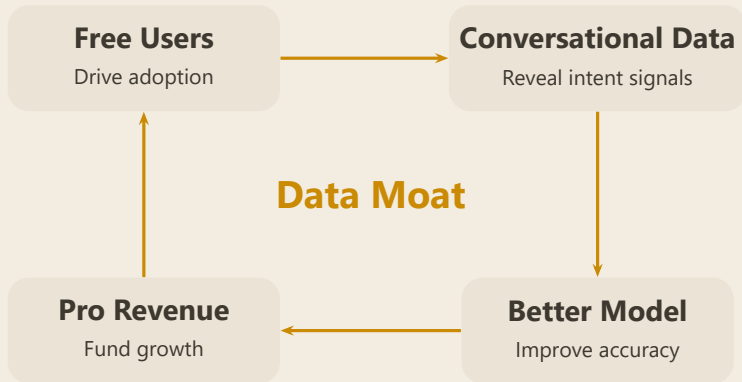 Free Users
Drive adoption
Conversational Data
Reveal intent signals
Data Moat
Pro Revenue
Fund growth
Better Model
Improve accuracy